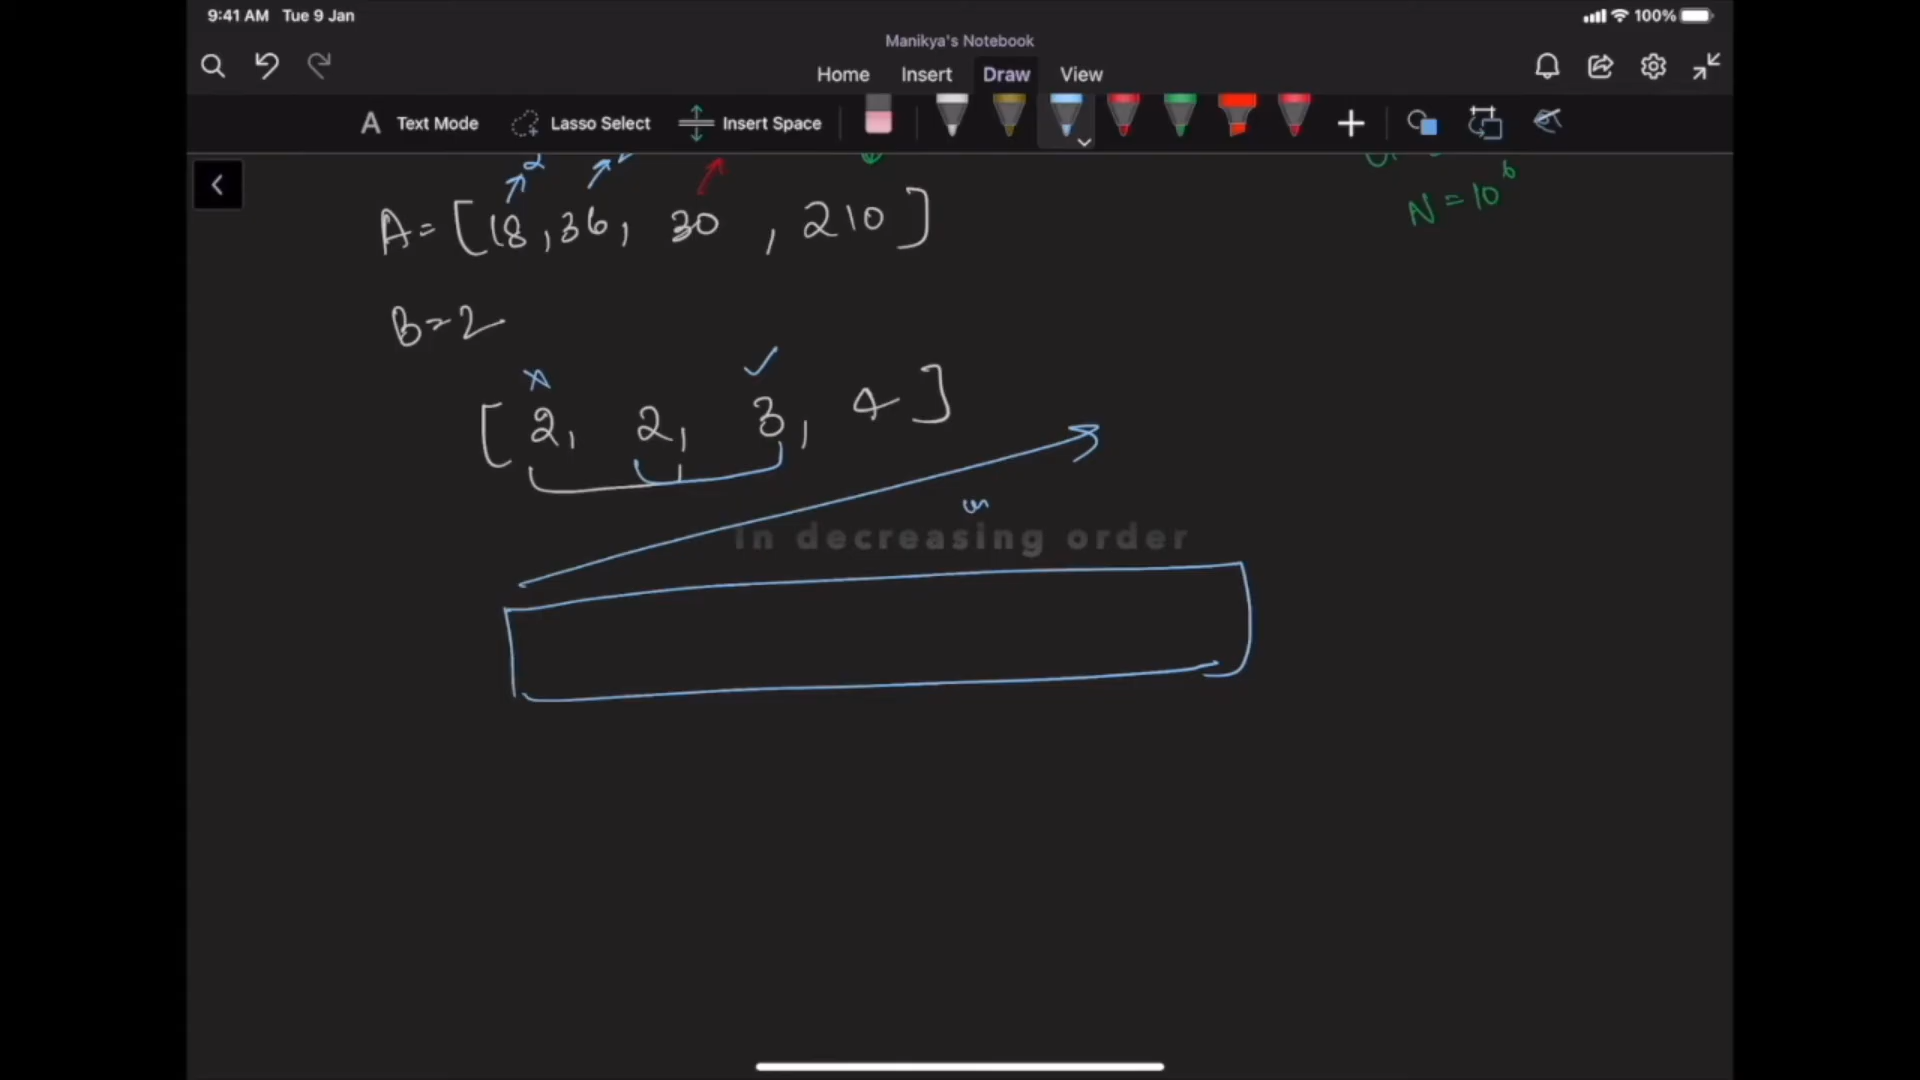 9:41 AM Tue 9 Jan 100%
Manikya's Notebook
Home Insert Draw View
Text Mode Lasso Select Insert Space
2
N = 10^6
A = [18, 36, 30, 210]
B = 2
[2, 2, 3, 4]
In decreasing order